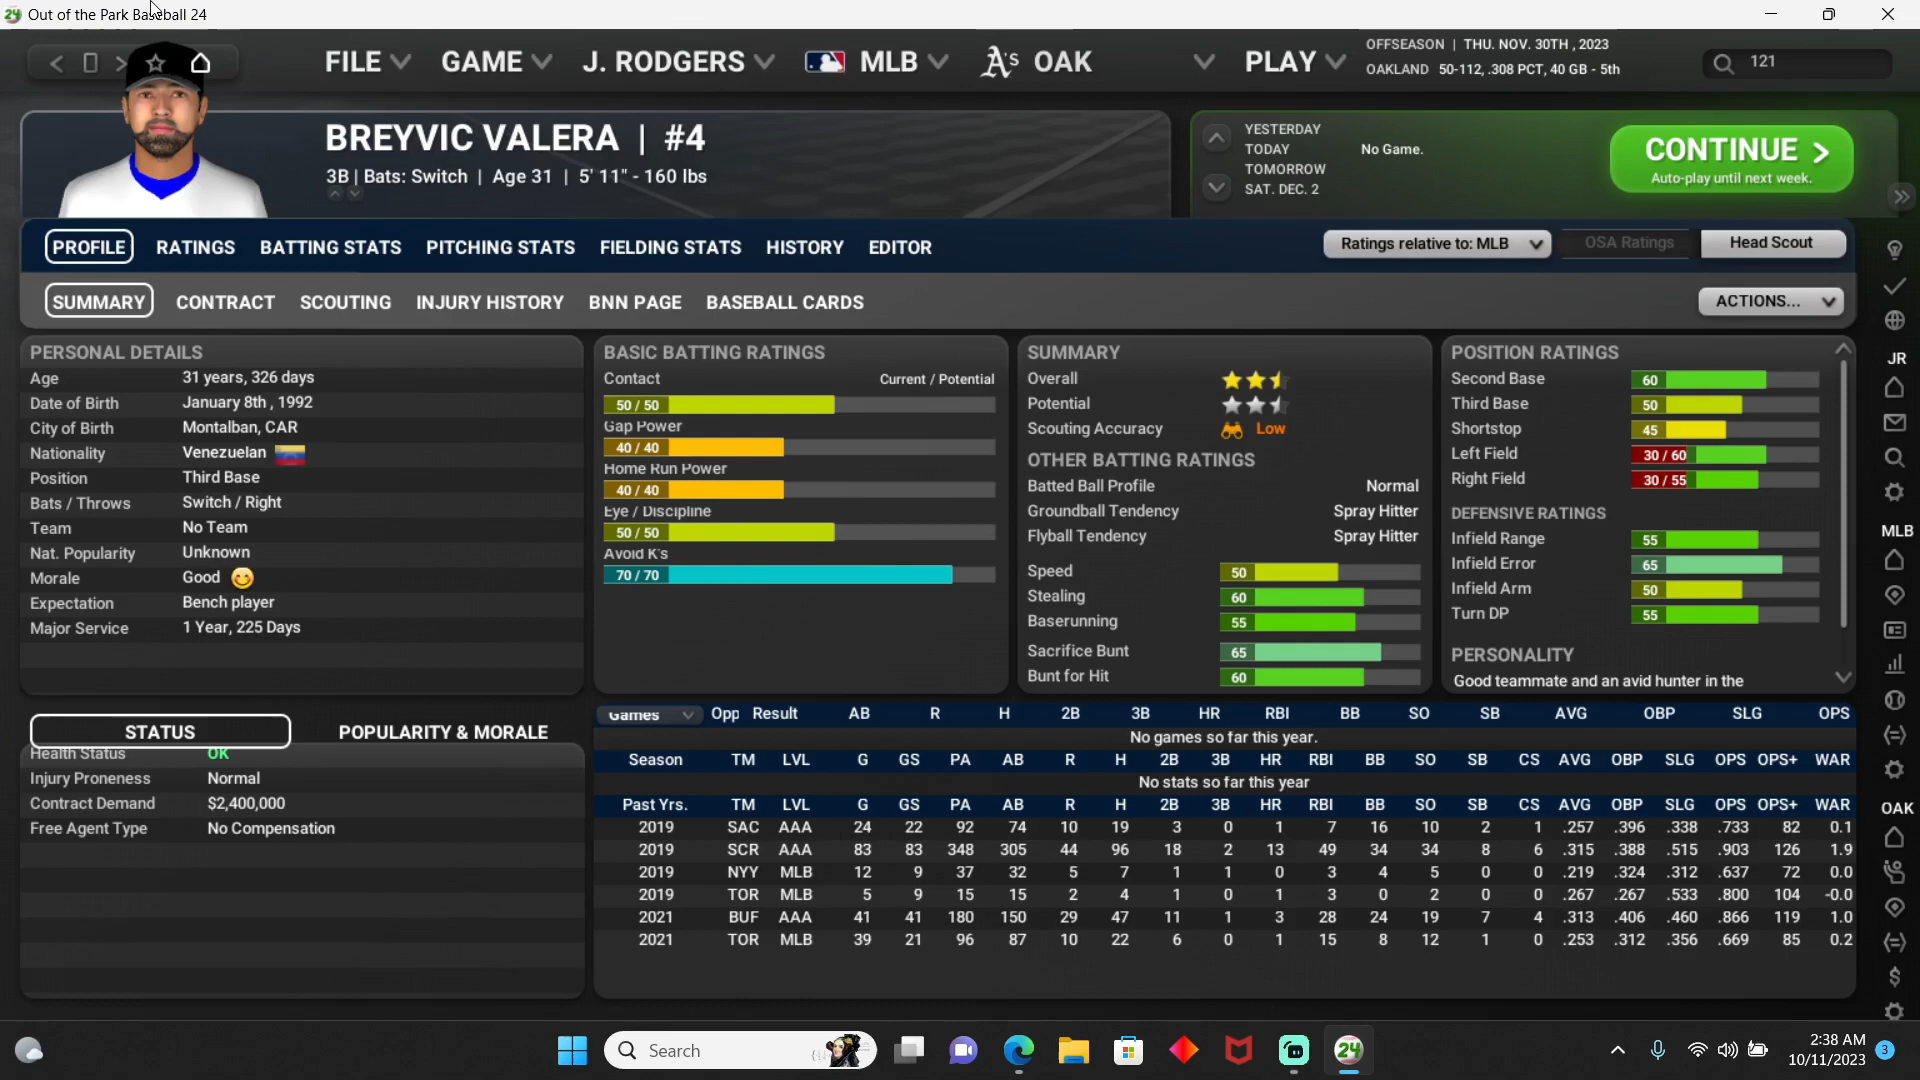 Out of the Park Baseball 24
FILE GAME J. RODGERS MLB A's OAK PLAY
OFFSEASON | THU. NOV. 30TH , 2023
OAKLAND 50-112, .308 PCT, 40 GB - 5th
121
BREYVIC VALERA | #4
3B | Bats: Switch | Age 31 | 5' 11" - 160 lbs
YESTERDAY
TODAY No Game.
TOMORROW
SAT. DEC. 2
CONTINUE >
Auto-play until next week.
PROFILE RATINGS BATTING STATS PITCHING STATS FIELDING STATS HISTORY EDITOR
Ratings relative to: MLB OSA Ratings Head Scout
SUMMARY CONTRACT SCOUTING INJURY HISTORY BNN PAGE BASEBALL CARDS
ACTIONS...
PERSONAL DETAILS
Age 31 years, 326 days
Date of Birth January 8th , 1992
City of Birth Montalban, CAR
Nationality Venezuelan
Position Third Base
Bats / Throws Switch / Right
Team No Team
Nat. Popularity Unknown
Morale Good
Expectation Bench player
Major Service 1 Year, 225 Days
BASIC BATTING RATINGS
Contact Current / Potential
50 / 50
Gap Power
40 / 40
Home Run Power
40 / 40
Eye / Discipline
50 / 50
Avoid K's
70 / 70
SUMMARY
Overall
Potential
Scouting Accuracy Low
OTHER BATTING RATINGS
Batted Ball Profile Normal
Groundball Tendency Spray Hitter
Flyball Tendency Spray Hitter
Speed 50
Stealing 60
Baserunning 55
Sacrifice Bunt 65
Bunt for Hit 60
POSITION RATINGS
Second Base 60
Third Base 50
Shortstop 45
Left Field 30 / 60
Right Field 30 / 55
DEFENSIVE RATINGS
Infield Range 55
Infield Error 65
Infield Arm 50
Turn DP 55
PERSONALITY
Good teammate and an avid hunter in the
JR
MLB
OAK
STATUS POPULARITY & MORALE
Health Status OK
Injury Proneness Normal
Contract Demand $2,400,000
Free Agent Type No Compensation
Games Opp Result AB R H 2B 3B HR RBI BB SO SB AVG OBP SLG OPS
No games so far this year.
Season TM LVL G GS PA AB R H 2B 3B HR RBI BB SO SB CS AVG OBP SLG OPS OPS+ WAR
No stats so far this year
Past Yrs. TM LVL G GS PA AB R H 2B 3B HR RBI BB SO SB CS AVG OBP SLG OPS OPS+ WAR
2019 SAC AAA 24 22 92 74 10 19 3 0 1 7 16 10 2 1 .257 .396 .338 .733 82 0.1
2019 SCR AAA 83 83 348 305 44 96 18 2 13 49 34 34 8 6 .315 .388 .515 .903 126 1.9
2019 NYY MLB 12 9 37 32 5 7 1 1 0 3 4 5 0 0 .219 .324 .312 .637 72 0.0
2019 TOR MLB 5 9 15 15 2 4 1 0 1 3 0 2 0 0 .267 .267 .533 .800 104 -0.0
2021 BUF AAA 41 41 180 150 29 47 11 1 3 28 24 19 7 4 .313 .406 .460 .866 119 1.0
2021 TOR MLB 39 21 96 87 10 22 6 0 1 15 8 12 1 0 .253 .312 .356 .669 85 0.2
Search
24
2:38 AM
10/11/2023
3